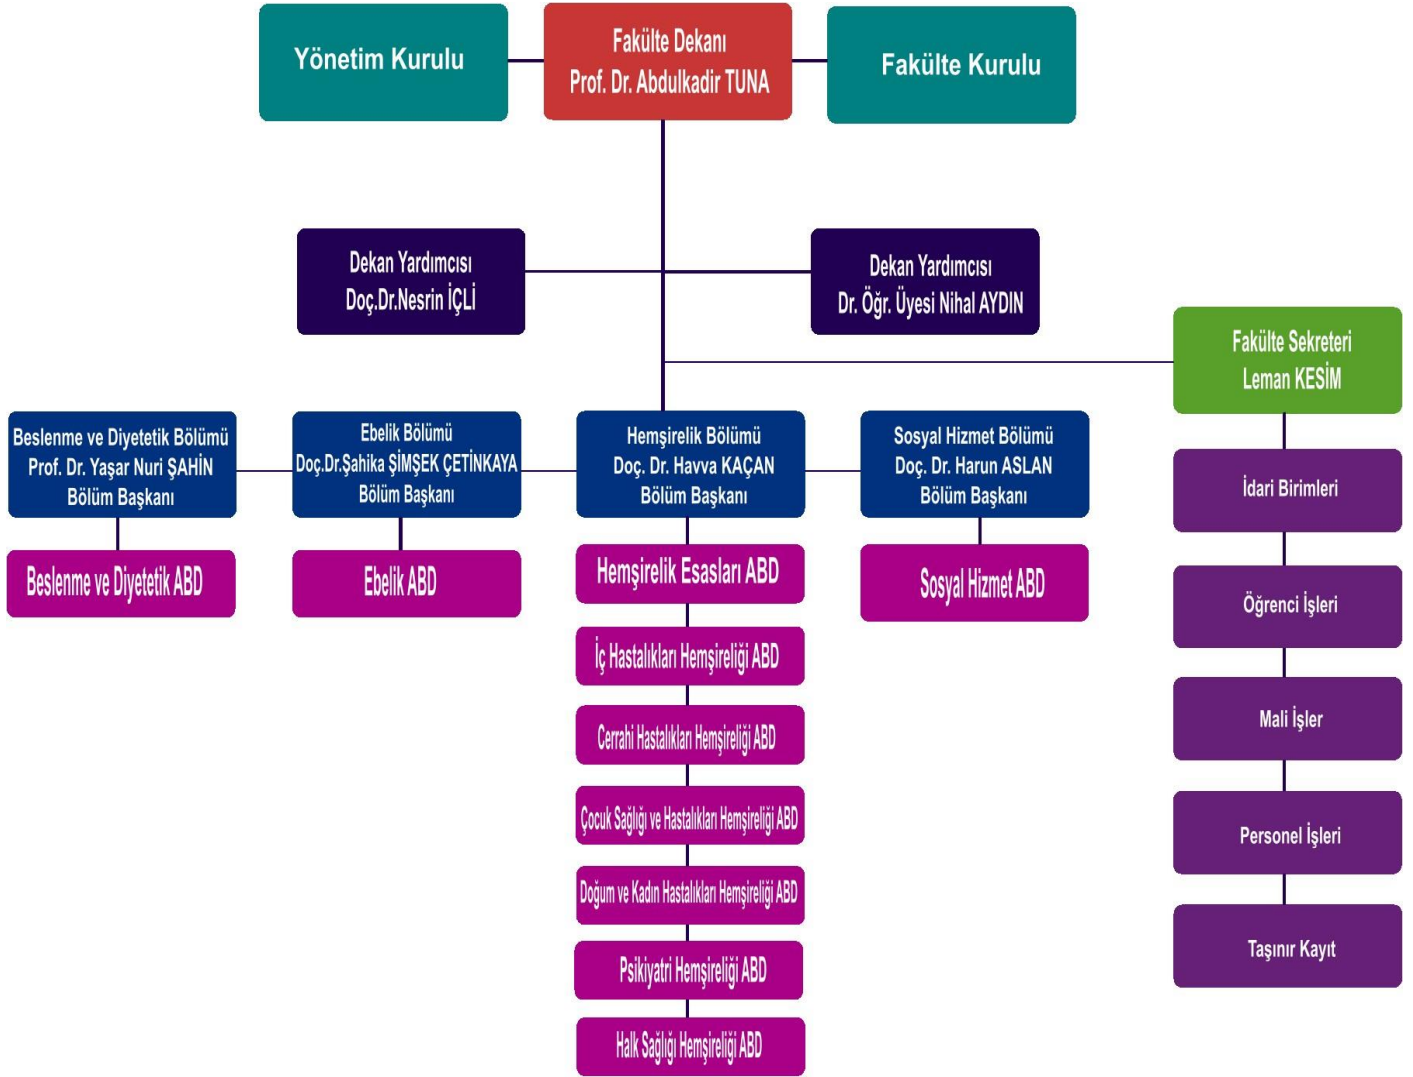 Yönetim Kurulu
Fakülte Dekanı
Prof. Dr. Abdulkadir TUNA
Fakülte Kurulu
Dekan Yardımcısı
Doç.Dr.Nesrin İÇLİ
Dekan Yardımcısı
Dr. Öğr. Üyesi Nihal AYDIN
Fakülte Sekreteri
Leman KESİM
Beslenme ve Diyetetik Bölümü
Prof. Dr. Yaşar Nuri ŞAHİN
Bölüm Başkanı
Ebelik Bölümü
Doç.Dr.Şahika ŞİMŞEK ÇETİNKAYA
Bölüm Başkanı
Hemşirelik Bölümü
Doç. Dr. Havva KAÇAN
Bölüm Başkanı
Sosyal Hizmet Bölümü
Doç. Dr. Harun ASLAN
Bölüm Başkanı
Beslenme ve Diyetetik ABD
Ebelik ABD
Hemşirelik Esasları ABD
İç Hastalıkları Hemşireliği ABD
Cerrahi Hastalıkları Hemşireliği ABD
Çocuk Sağlığı ve Hastalıkları Hemşireliği ABD
Doğum ve Kadın Hastalıkları Hemşireliği ABD
Psikiyatri Hemşireliği ABD
Halk Sağlığı Hemşireliği ABD
Sosyal Hizmet ABD
İdari Birimleri
Öğrenci İşleri
Mali İşler
Personel İşleri
Taşınır Kayıt